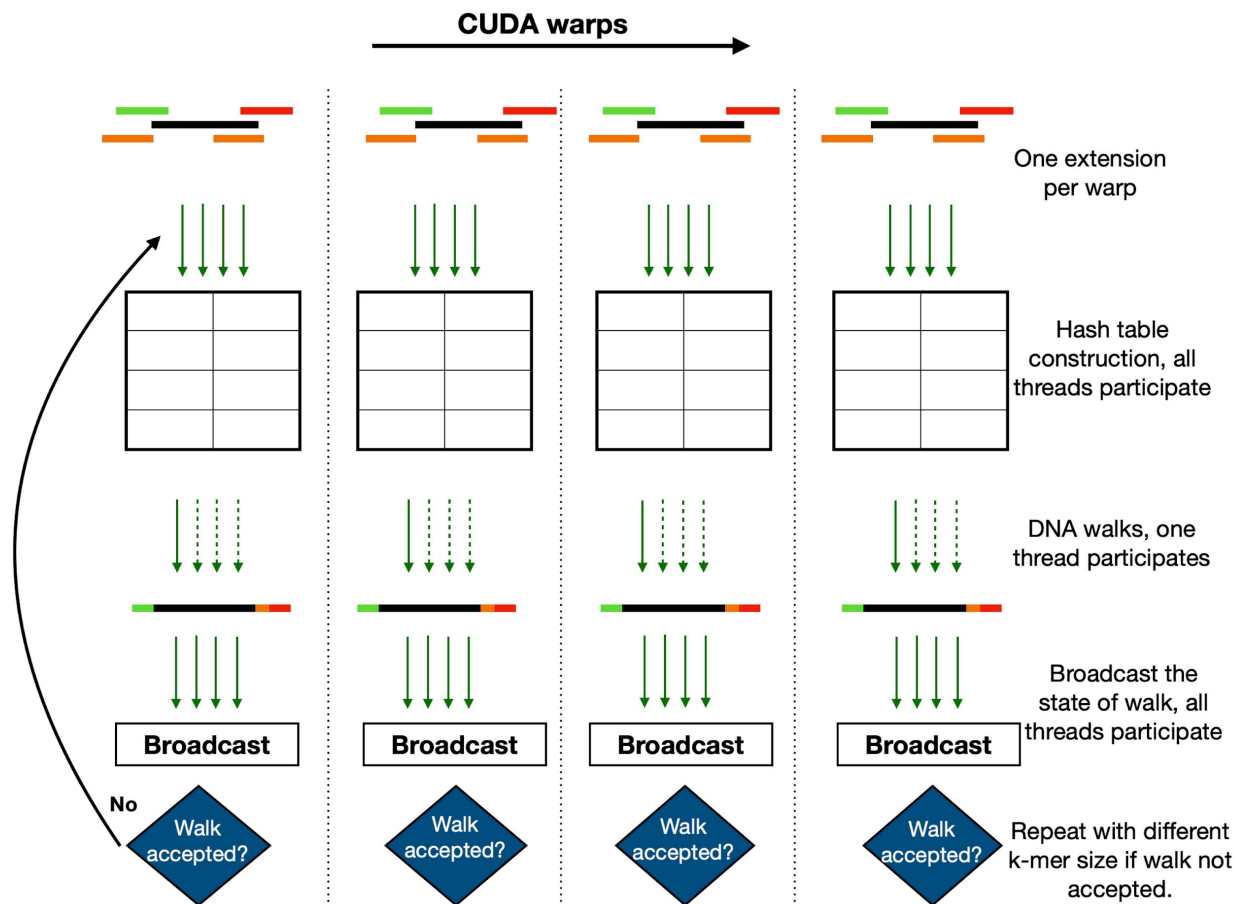 CUDA warps
One extension
per warp
Hash table
construction, all
threads participate
DNA walks, one
thread participates
Broadcast the
state of walk, all
threads participate
Broadcast
Broadcast
Broadcast
Broadcast
No
Walk
accepted?
Walk
accepted?
Walk
accepted?
Walk
accepted?
Repeat with different
k-mer size if walk not
accepted.